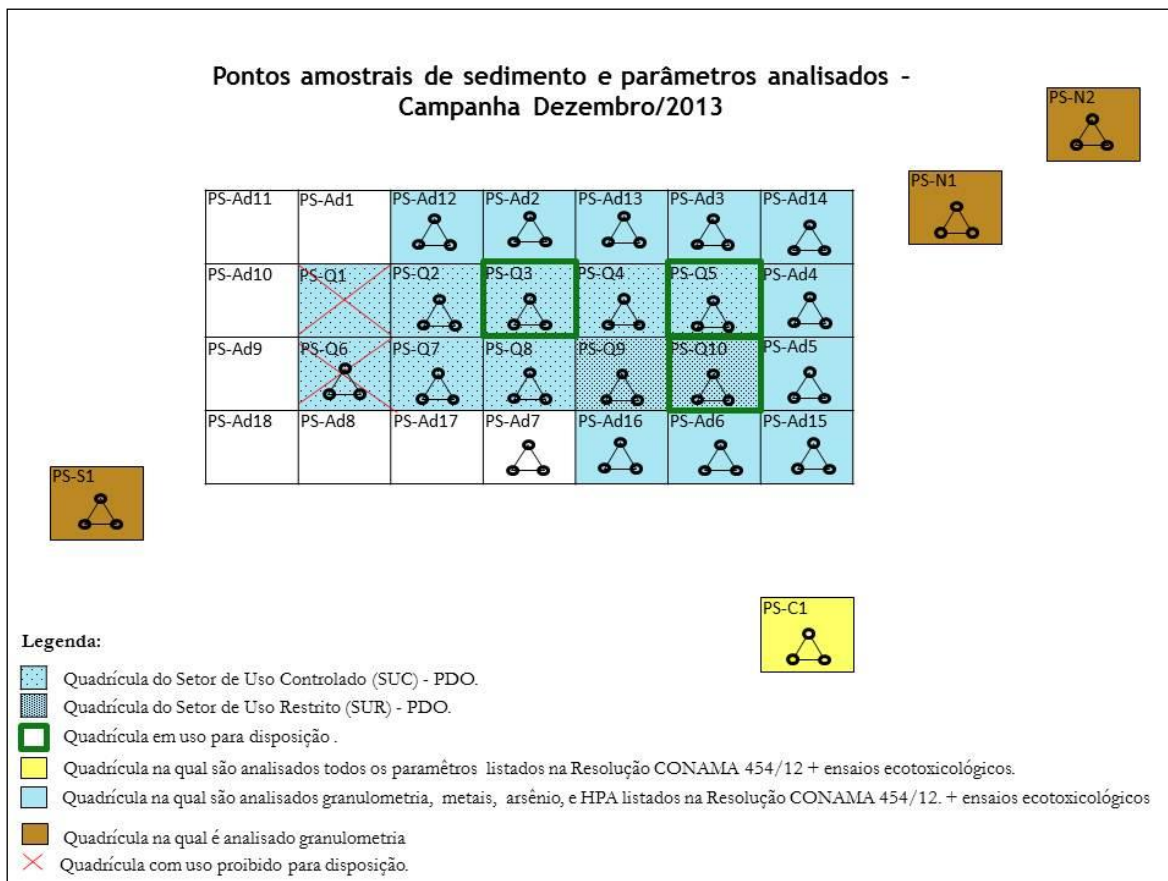 Pontos amostrais de sedimento e parâmetros analisados -
Campanha Dezembro/2013
PS-N2
PS-N1
PS-Ad11 PS-Ad1 PS-Ad12 PS-Ad2 PS-Ad13 PS-Ad3 PS-Ad14
PS-Ad10 PS-Q1 PS-Q2 PS-Q3 PS-Q4 PS-Q5 PS-Ad4
PS-Ad9 PS-Q6 PS-Q7 PS-Q8 PS-Q9 PS-Q10 PS-Ad5
PS-Ad18 PS-Ad8 PS-Ad17 PS-Ad7 PS-Ad16 PS-Ad6 PS-Ad15
PS-S1
PS-C1
Legenda:
Quadrícula do Setor de Uso Controlado (SUC) - PDO.
Quadrícula do Setor de Uso Restrito (SUR) - PDO.
Quadrícula em uso para disposição .
Quadrícula na qual são analisados todos os paramêtros listados na Resolução CONAMA 454/12 + ensaios ecotoxicológicos.
Quadrícula na qual são analisados granulometria, metais, arsênio, e HPA listados na Resolução CONAMA 454/12. + ensaios ecotoxicológicos
Quadrícula na qual é analisado granulometria
Quadrícula com uso proibido para disposição.